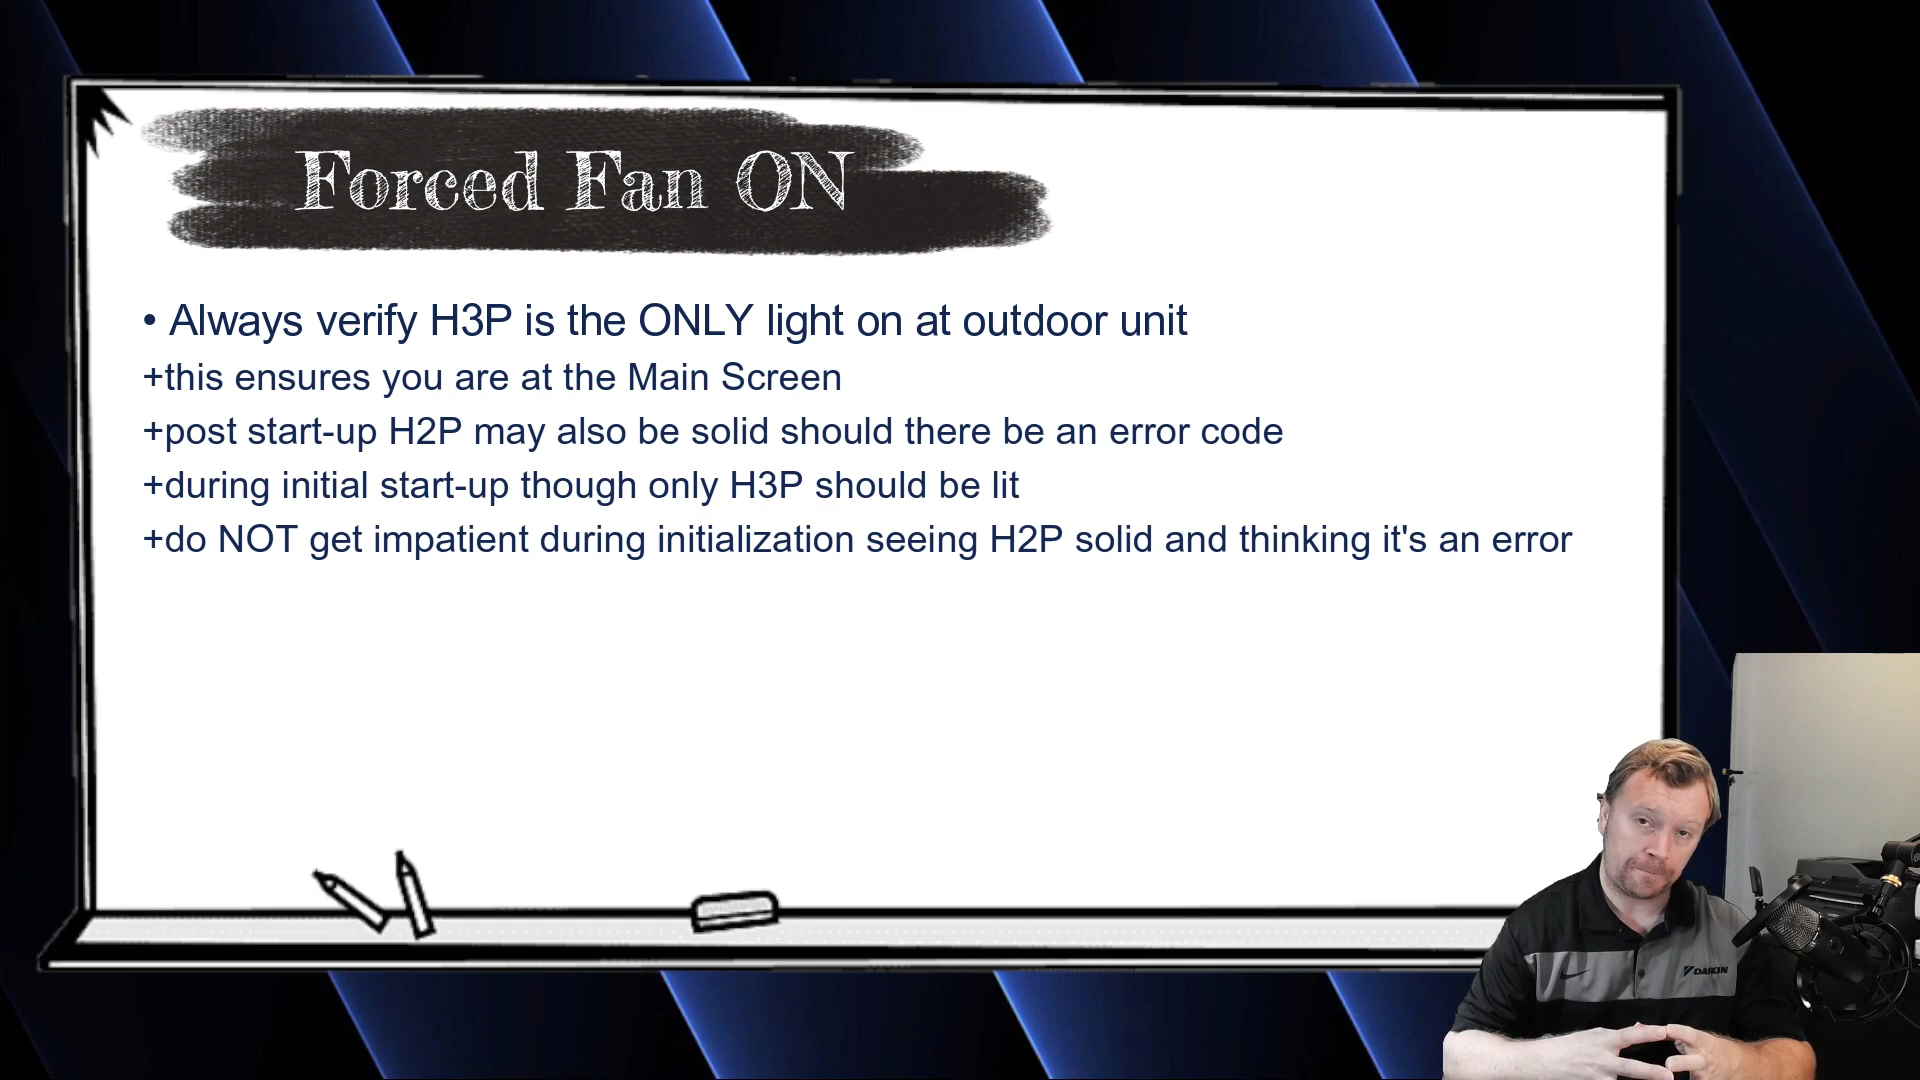 Forced Fan ON
• Always verify H3P is the ONLY light on at outdoor unit
+this ensures you are at the Main Screen
+post start-up H2P may also be solid should there be an error code
+during initial start-up though only H3P should be lit
+do NOT get impatient during initialization seeing H2P solid and thinking it's an error
DAIKIN